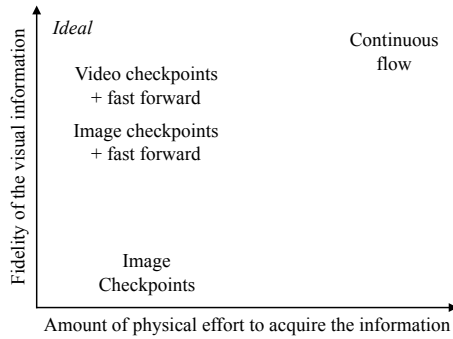 Ideal
Continuous
flow
Video checkpoints
+ fast forward
Image checkpoints
+ fast forward
Image
Checkpoints
Fidelity of the visual information
Amount of physical effort to acquire the information